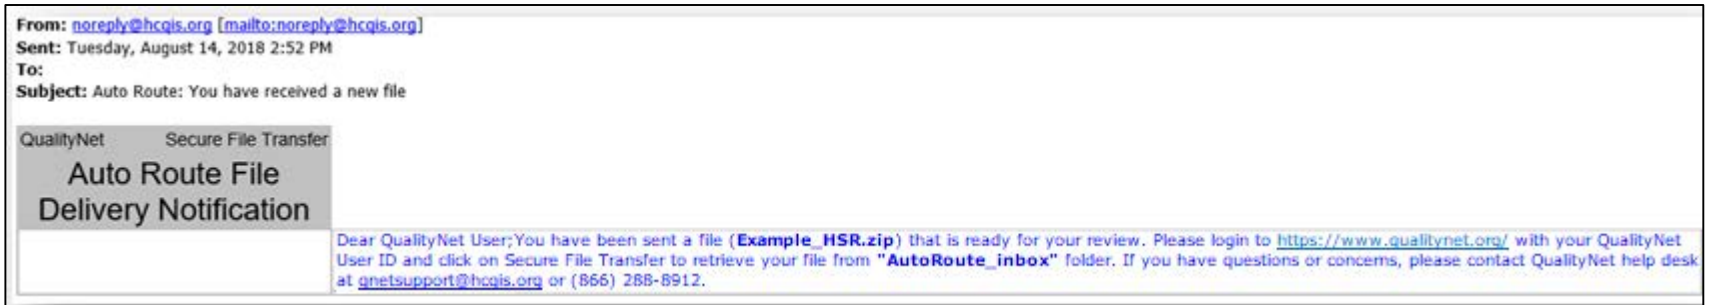 From: noreply@hcqis.org [mailto:noreply@hcqis.org]
Sent: Tuesday, August 14, 2018 2:52 PM
To:
Subject: Auto Route: You have received a new file
QualityNet Secure File Transfer
Auto Route File
Delivery Notification
Dear QualityNet User;You have been sent a file (Example_HSR.zip) that is ready for your review. Please login to https://www.qualitynet.org/ with your QualityNet
User ID and click on Secure File Transfer to retrieve your file from "AutoRoute_inbox" folder. If you have questions or concerns, please contact QualityNet help desk
at qnetsupport@hcqis.org or (866) 288-8912.